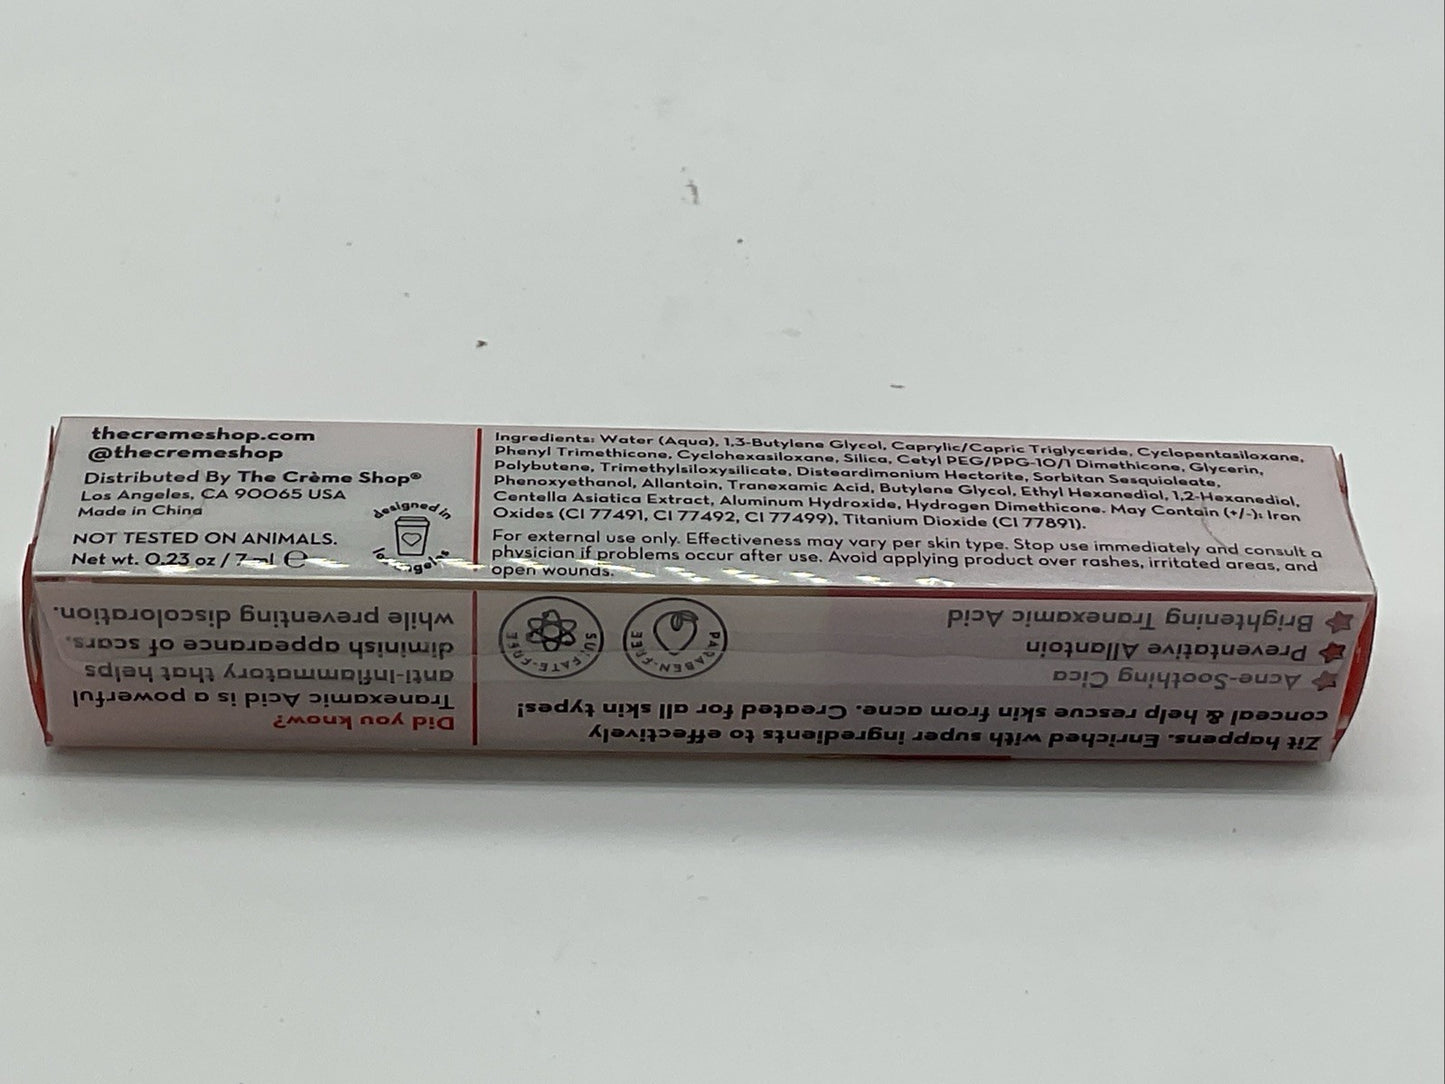 thecremeshop.com
@thecremeshop
Distributed By The Crème Shop®
Los Angeles, CA 90065 USA
Made in China
NOT TESTED ON ANIMALS.
Net wt. 0.23 oz / 7 ml ℮
designed in
los angeles
Ingredients: Water (Aqua), 1,3-Butylene Glycol, Caprylic/Capric Triglyceride, Cyclopentasiloxane,
Phenyl Trimethicone, Cyclohexasiloxane, Silica, Cetyl PEG/PPG-10/1 Dimethicone, Glycerin,
Polybutene, Trimethylsiloxysilicate, Disteardimonium Hectorite, Sorbitan Sesquioleate,
Phenoxyethanol, Allantoin, Tranexamic Acid, Butylene Glycol, Ethyl Hexanediol, 1,2-Hexanediol,
Centella Asiatica Extract, Aluminum Hydroxide, Hydrogen Dimethicone. May Contain (+/-): Iron
Oxides (CI 77491, CI 77492, CI 77499), Titanium Dioxide (CI 77891).
For external use only. Effectiveness may vary per skin type. Stop use immediately and consult a
physician if problems occur after use. Avoid applying product over rashes, irritated areas, and
open wounds.
Zit happens. Enriched with super ingredients to effectively
conceal & help rescue skin from acne. Created for all skin types!
Acne-Soothing Cica
Preventative Allantoin
Brightening Tranexamic Acid
PARABEN-FREE
SULFATE-FREE
Did you know?
Tranexamic Acid is a powerful
anti-inflammatory that helps
diminish appearance of scars,
while preventing discoloration.